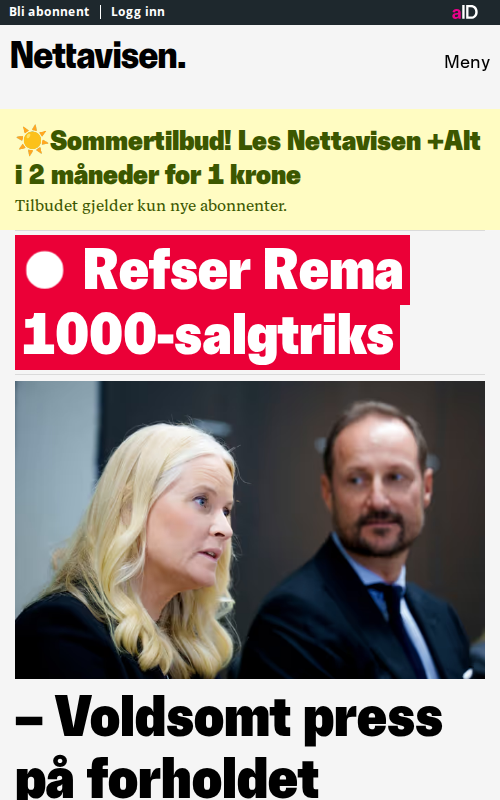 Bli abonnent | Logg inn
aID
Nettavisen.
Meny
☀️Sommertilbud! Les Nettavisen +Alt
i 2 måneder for 1 krone
Tilbudet gjelder kun nye abonnenter.
Refser Rema
1000-salgtriks
– Voldsomt press
på forholdet